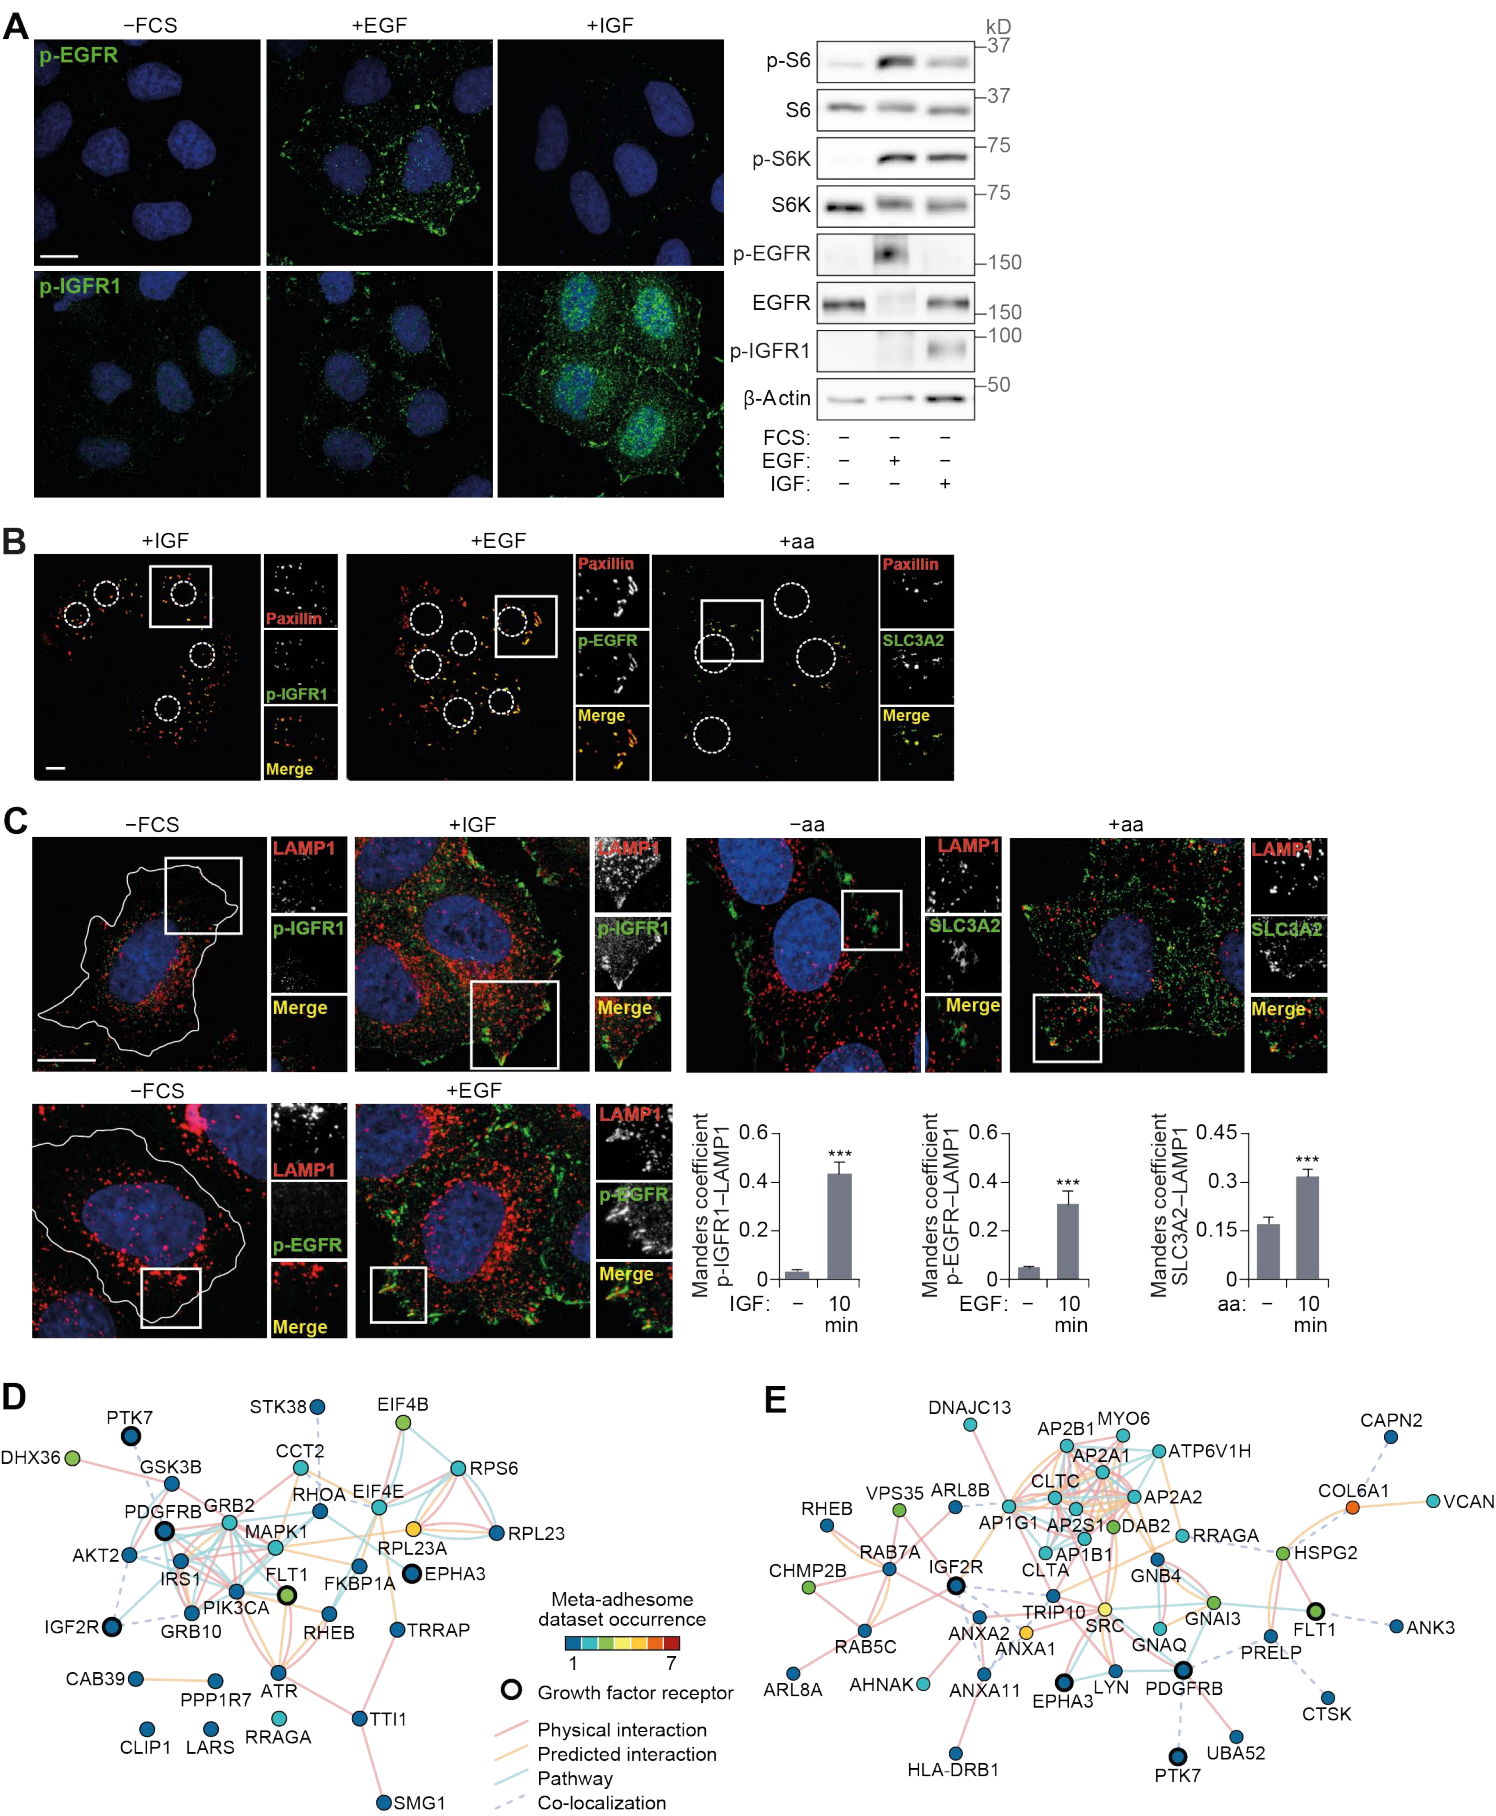 A
−FCS
+EGF
+IGF
p-EGFR
p-IGFR1
kD
p-S6
37
S6
37
p-S6K
75
S6K
75
p-EGFR
150
EGFR
150
p-IGFR1
100
β-Actin
50
FCS: − − −
EGF: − + −
IGF: − − +
B
+IGF
+EGF
+aa
Paxillin
p-IGFR1
Merge
Paxillin
p-EGFR
Merge
Paxillin
SLC3A2
Merge
C
−FCS
+IGF
−aa
+aa
LAMP1
p-IGFR1
Merge
LAMP1
p-IGFR1
Merge
LAMP1
SLC3A2
Merge
LAMP1
SLC3A2
Merge
−FCS
+EGF
LAMP1
p-EGFR
Merge
LAMP1
p-EGFR
Merge
Manders coefficient
p-IGFR1–LAMP1
0.6
0.4
0.2
0
***
IGF: − 10
min
Manders coefficient
p-EGFR–LAMP1
0.6
0.4
0.2
0
***
EGF: − 10
min
Manders coefficient
SLC3A2–LAMP1
0.45
0.3
0.15
0
***
aa: − 10
min
D
STK38
EIF4B
PTK7
DHX36
CCT2
GSK3B
RPS6
RHOA
EIF4E
PDGFRB
GRB2
MAPK1
RPL23
RPL23A
AKT2
IRS1
FLT1
FKBP1A
EPHA3
PIK3CA
IGF2R
GRB10
RHEB
TRRAP
CAB39
PPP1R7
ATR
CLIP1
LARS
RRAGA
TTI1
SMG1
Meta-adhesome
dataset occurrence
1
7
Growth factor receptor
Physical interaction
Predicted interaction
Pathway
Co-localization
E
DNAJC13
AP2B1
MYO6
CAPN2
AP2A1
ATP6V1H
CLTC
VPS35
ARL8B
AP2A2
COL6A1
VCAN
RHEB
AP1G1
AP2S1
DAB2
RRAGA
RAB7A
AP1B1
HSPG2
CHMP2B
IGF2R
CLTA
GNB4
TRIP10
SRC
GNAI3
RAB5C
ANXA2
ANXA1
GNAQ
FLT1
ANK3
PRELP
ARL8A
AHNAK
ANXA11
EPHA3
LYN
PDGFRB
CTSK
HLA-DRB1
UBA52
PTK7